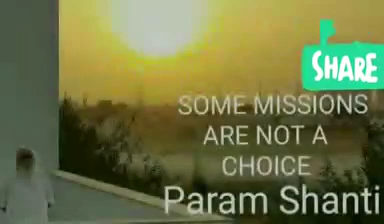 SHARE
SOME MISSIONS
ARE NOT A
CHOICE
Param Shanti